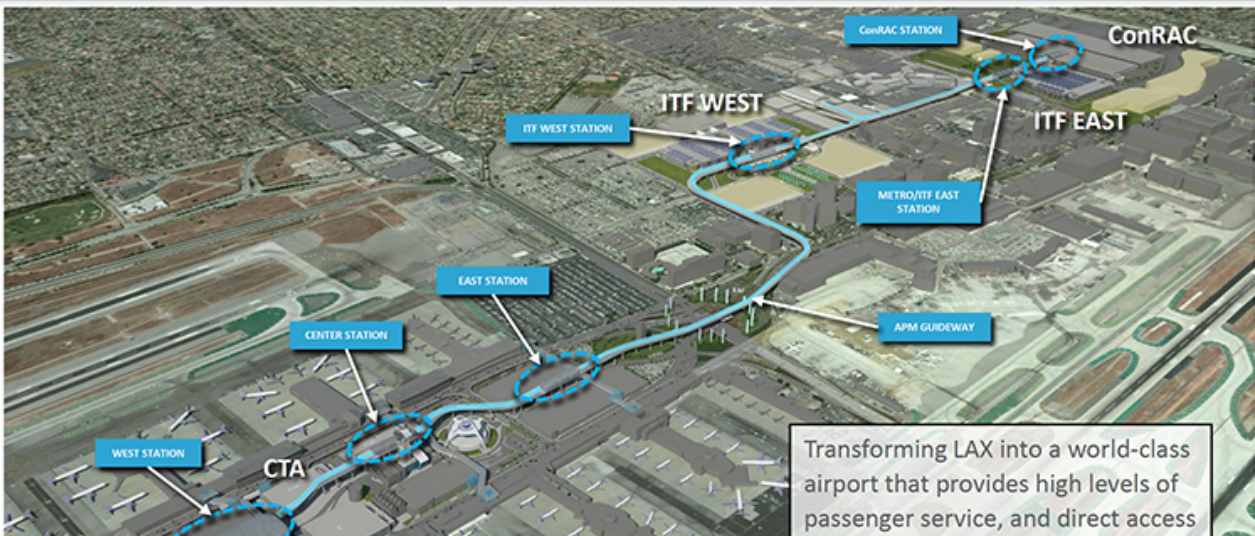 ConRAC STATION
ConRAC
ITF WEST
ITF WEST STATION
ITF EAST
METRO/ITF EAST
STATION
EAST STATION
APM GUIDEWAY
CENTER STATION
WEST STATION
CTA
Transforming LAX into a world-class
airport that provides high levels of
passenger service, and direct access